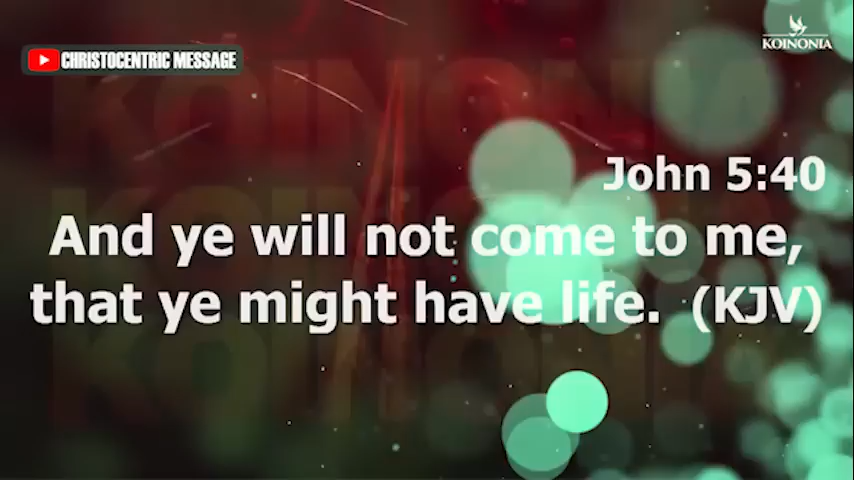 CHRISTOCENTRIC MESSAGE
KOINONIA
John 5:40
And ye will not come to me,
that ye might have life. (KJV)